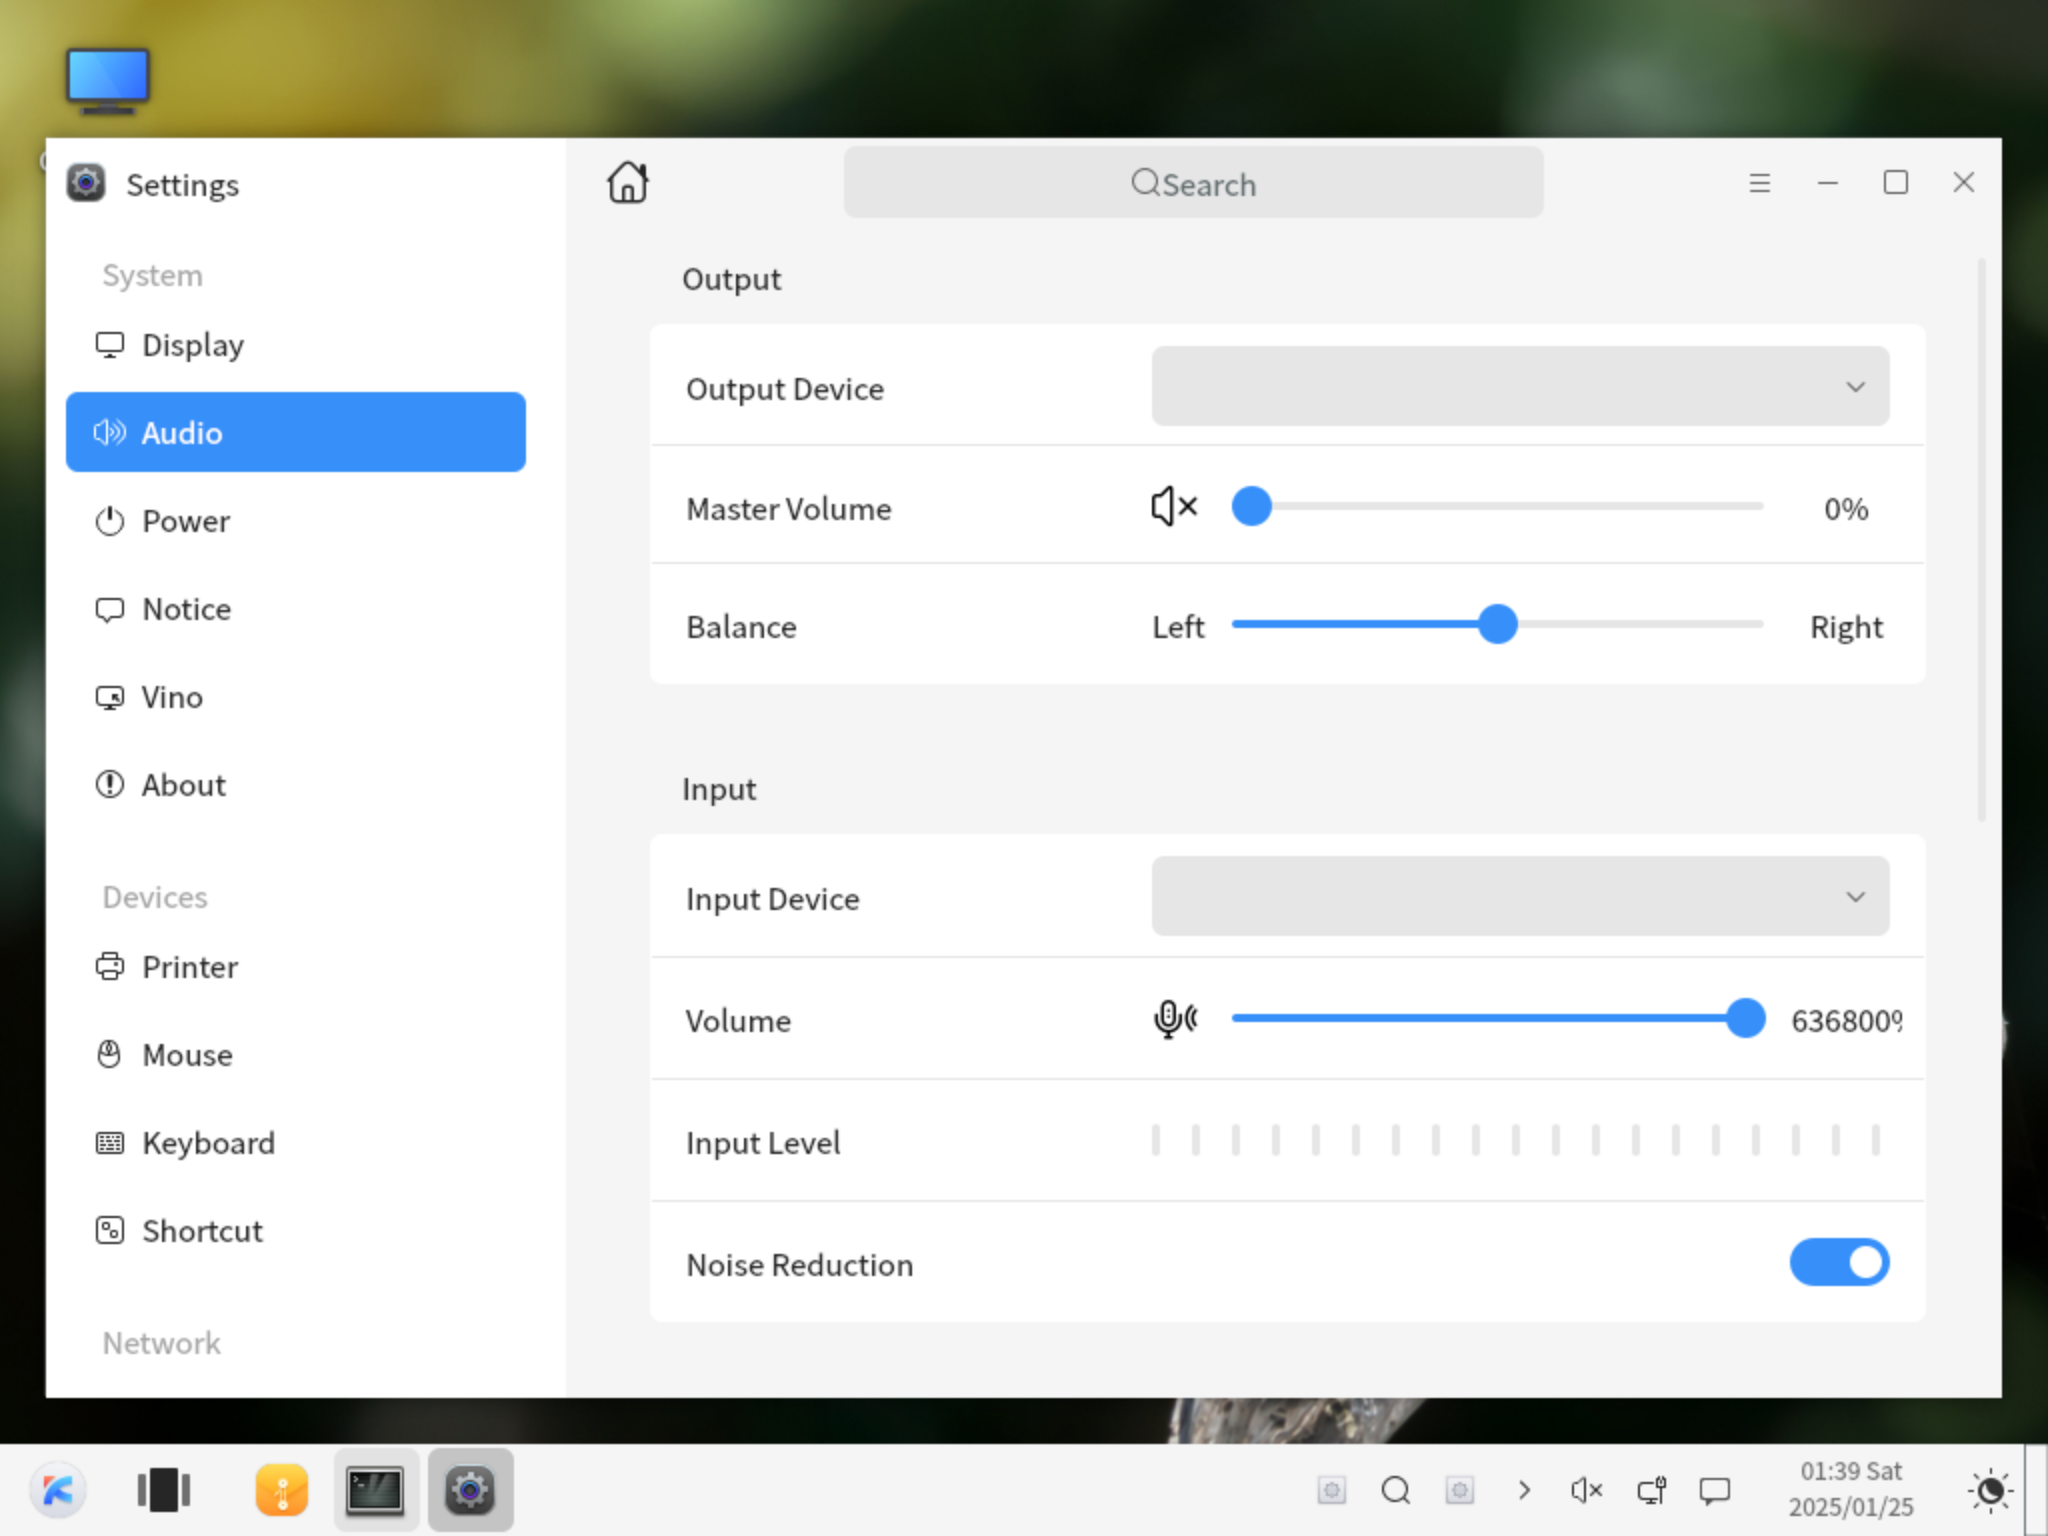 Settings
Search
System
Display
Audio
Power
Notice
Vino
About
Devices
Printer
Mouse
Keyboard
Shortcut
Network
Output
Output Device
Master Volume
0%
Balance
Left
Right
Input
Input Device
Volume
636800%
Input Level
Noise Reduction
01:39 Sat
2025/01/25